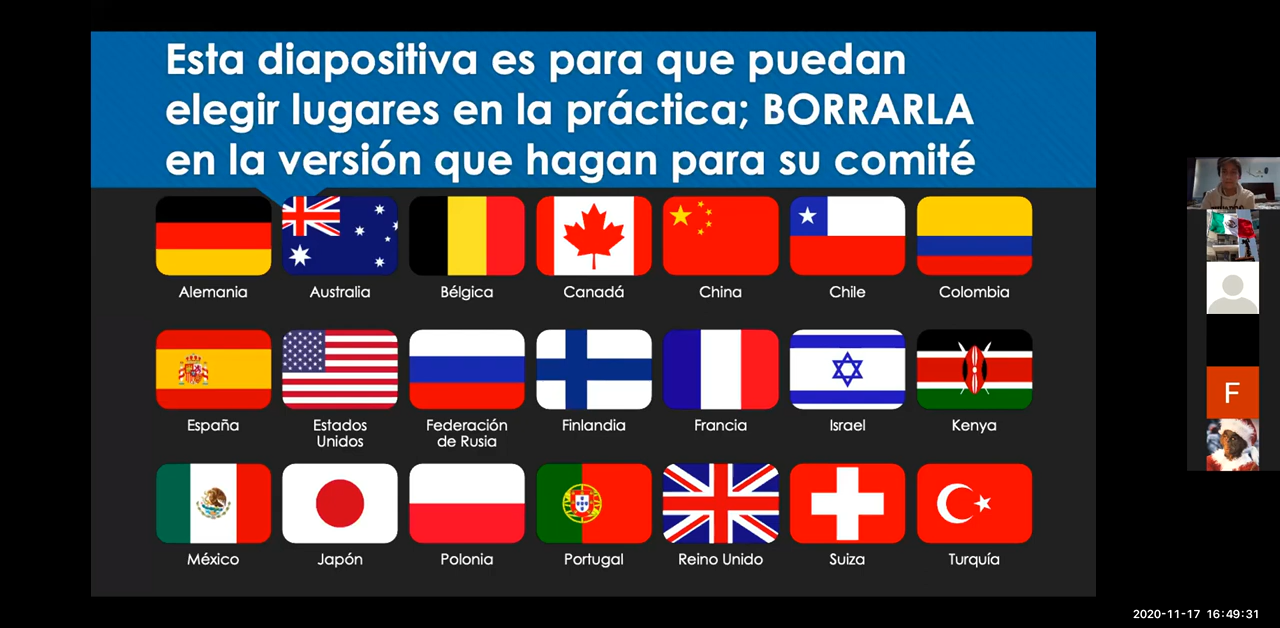 Esta diapositiva es para que puedan
elegir lugares en la práctica; BORRARLA
en la versión que hagan para su comité
Alemania
Australia
Bélgica
Canadá
China
Chile
Colombia
España
Estados
Unidos
Federación
de Rusia
Finlandia
Francia
Israel
Kenya
México
Japón
Polonia
Portugal
Reino Unido
Suiza
Turquía
F
2020-11-17 16:49:31